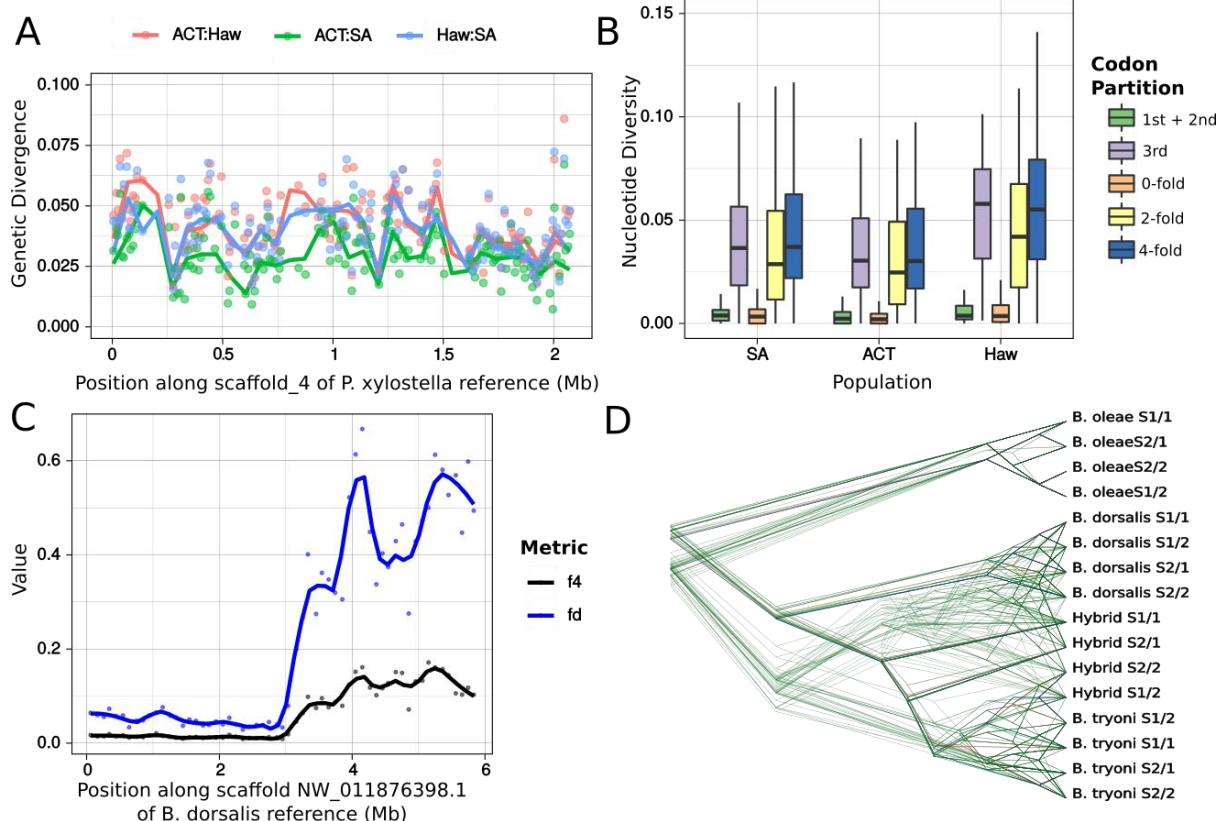 A
ACT:Haw
ACT:SA
Haw:SA
Genetic Divergence
0.100
0.075
0.050
0.025
0.000
0
0.5
1
1.5
2
Position along scaffold_4 of P. xylostella reference (Mb)
B
Nucleotide Diversity
0.15
0.10
0.05
0.00
SA
ACT
Haw
Population
Codon
Partition
1st + 2nd
3rd
0-fold
2-fold
4-fold
C
Value
0.6
0.4
0.2
0.0
0
2
4
6
Position along scaffold NW_011876398.1
of B. dorsalis reference (Mb)
Metric
f4
fd
D
B. oleae S1/1
B. oleaeS2/1
B. oleaeS2/2
B. oleaeS1/2
B. dorsalis S1/1
B. dorsalis S1/2
B. dorsalis S2/1
B. dorsalis S2/2
Hybrid S1/1
Hybrid S2/1
Hybrid S2/2
Hybrid S1/2
B. tryoni S1/2
B. tryoni S1/1
B. tryoni S2/1
B. tryoni S2/2